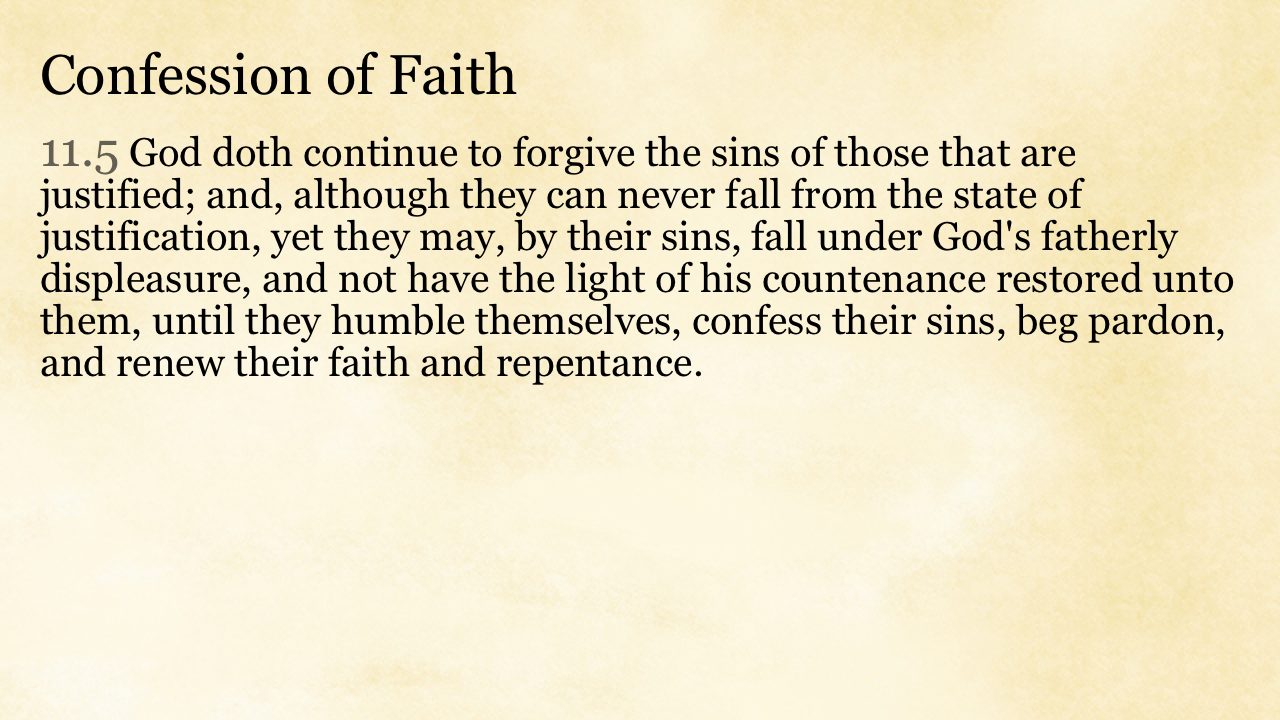 Confession of Faith
11.5 God doth continue to forgive the sins of those that are
justified; and, although they can never fall from the state of
justification, yet they may, by their sins, fall under God's fatherly
displeasure, and not have the light of his countenance restored unto
them, until they humble themselves, confess their sins, beg pardon,
and renew their faith and repentance.